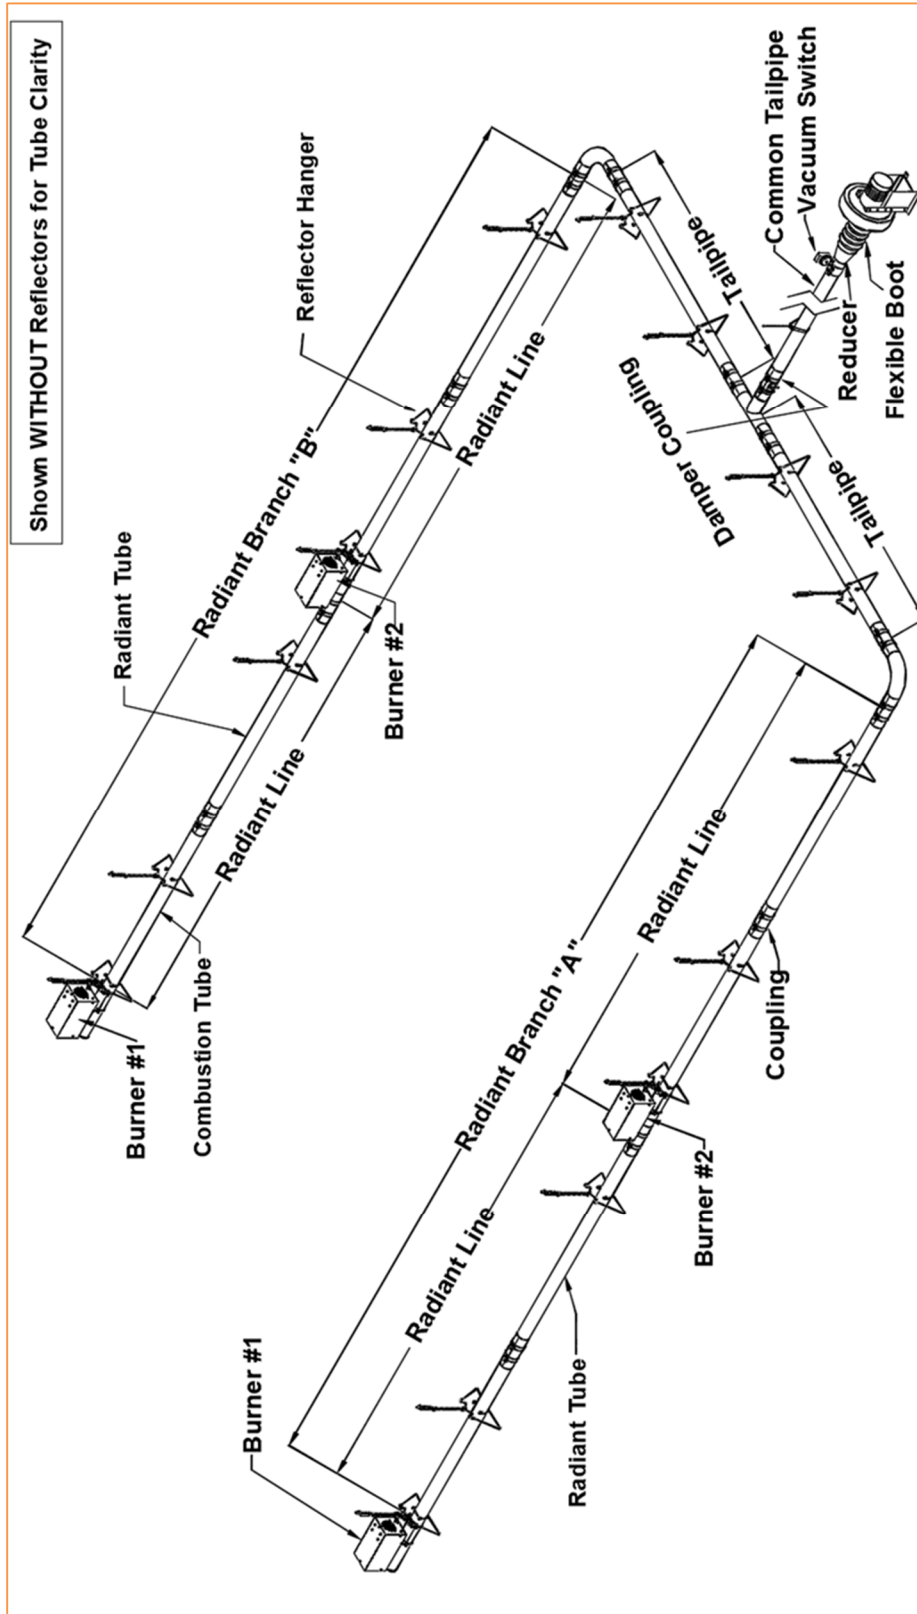 Shown WITHOUT Reflectors for Tube Clarity
Radiant Tube
Reflector Hanger
Radiant Branch "B"
Radiant Line
Radiant Line
Burner #1
Combustion Tube
Burner #2
Tailpipe
Common Tailpipe
Vacuum Switch
Damper Coupling
Reducer
Flexible Boot
Tailpipe
Burner #1
Radiant Branch "A"
Radiant Line
Radiant Line
Radiant Tube
Burner #2
Coupling